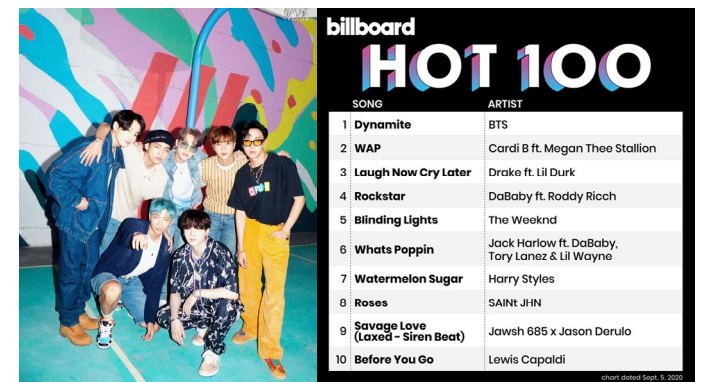 billboard
HOT 100
SONG ARTIST
1 Dynamite BTS
2 WAP Cardi B ft. Megan Thee Stallion
3 Laugh Now Cry Later Drake ft. Lil Durk
4 Rockstar DaBaby ft. Roddy Ricch
5 Blinding Lights The Weeknd
6 Whats Poppin Jack Harlow ft. DaBaby,
Tory Lanez & Lil Wayne
7 Watermelon Sugar Harry Styles
8 Roses SAINt JHN
9 Savage Love
(Laxed - Siren Beat) Jawsh 685 x Jason Derulo
10 Before You Go Lewis Capaldi
chart dated Sept. 5, 2020